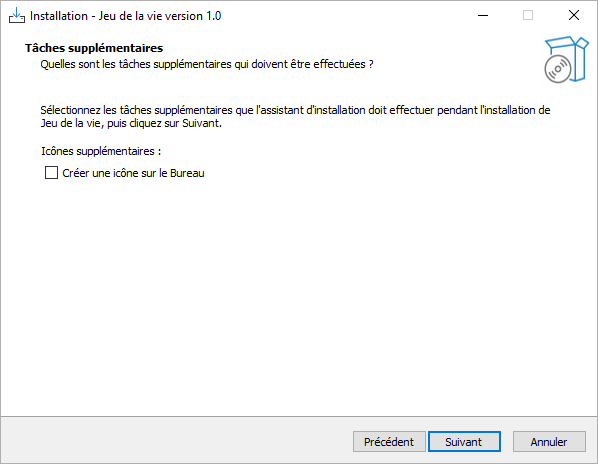 Installation - Jeu de la vie version 1.0
Tâches supplémentaires
Quelles sont les tâches supplémentaires qui doivent être effectuées ?
Sélectionnez les tâches supplémentaires que l'assistant d'installation doit effectuer pendant l'installation de
Jeu de la vie, puis cliquez sur Suivant.
Icônes supplémentaires :
Créer une icône sur le Bureau
Précédent
Suivant
Annuler